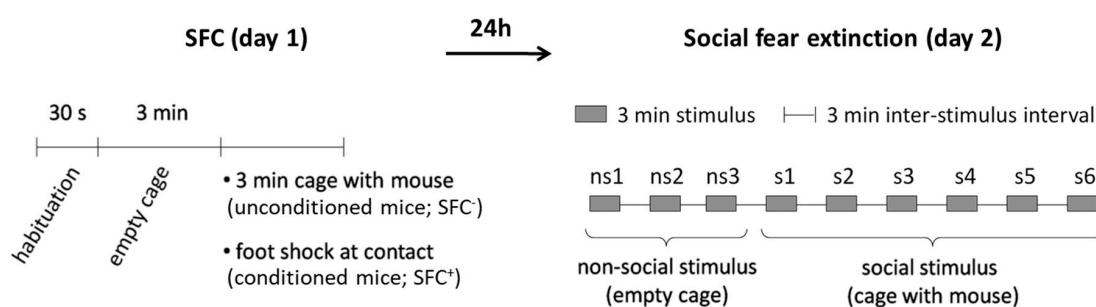 SFC (day 1)
24h
Social fear extinction (day 2)
30 s
3 min
habituation
empty cage
• 3 min cage with mouse
(unconditioned mice; SFC⁻)
• foot shock at contact
(conditioned mice; SFC⁺)
3 min stimulus
3 min inter-stimulus interval
ns1 ns2 ns3 s1 s2 s3 s4 s5 s6
non-social stimulus
(empty cage)
social stimulus
(cage with mouse)